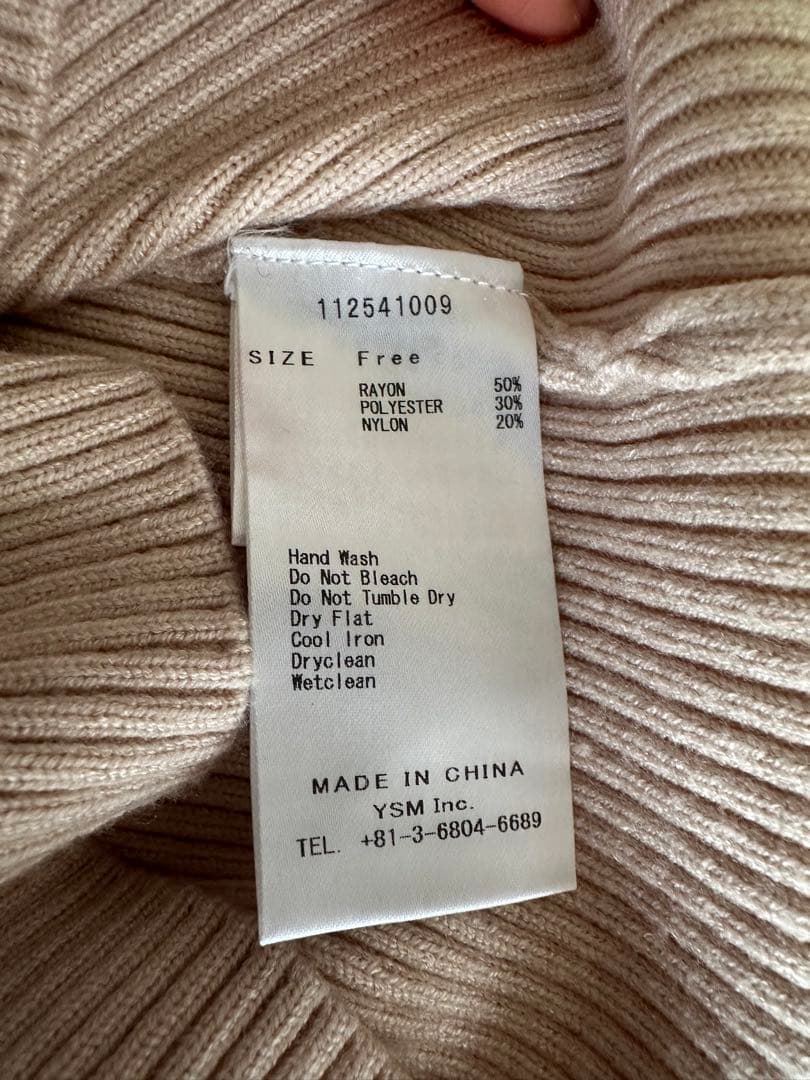 112541009
SIZE Free
RAYON 50%
POLYESTER 30%
NYLON 20%
Hand Wash
Do Not Bleach
Do Not Tumble Dry
Dry Flat
Cool Iron
Dryclean
Wetclean
MADE IN CHINA
YSM Inc.
TEL. +81-3-6804-6689